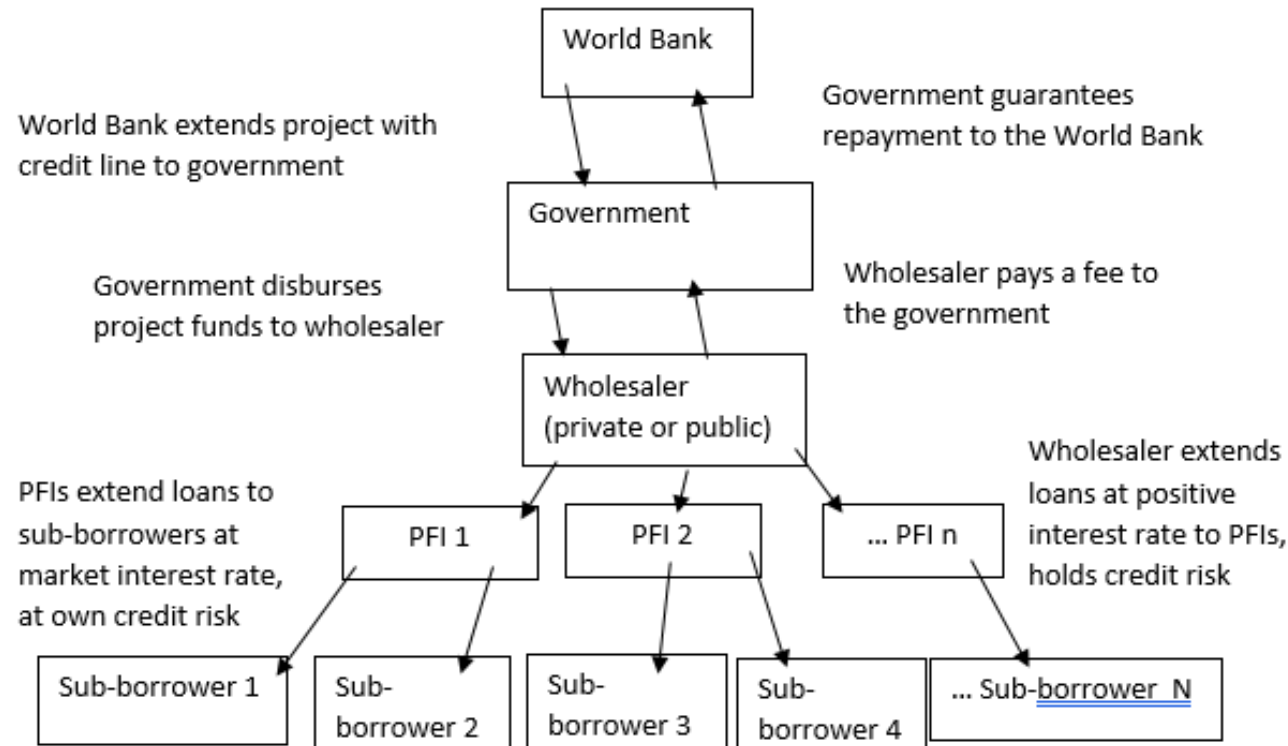 World Bank
World Bank extends project with
credit line to government
Government guarantees
repayment to the World Bank
Government
Government disburses
project funds to wholesaler
Wholesaler pays a fee to
the government
Wholesaler
(private or public)
PFIs extend loans to
sub-borrowers at
market interest rate,
at own credit risk
PFI 1
PFI 2
... PFI n
Wholesaler extends
loans at positive
interest rate to PFIs,
holds credit risk
Sub-borrower 1
Sub-
borrower 2
Sub-
borrower 3
Sub-
borrower 4
... Sub-borrower N